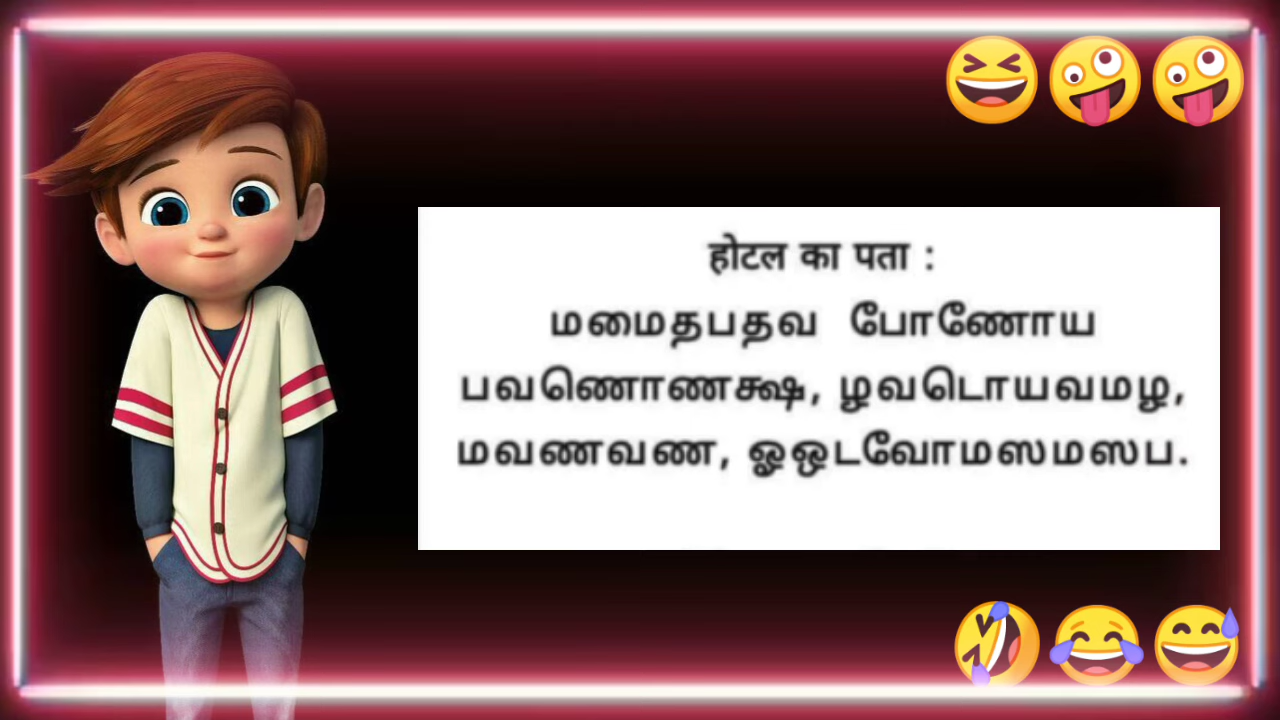 होटल का पता :
மமைதபதவ போணோய
பவணொணக்ஷ, ழவடொயவமழ,
மவணவண, ஓஒடவோமஸமஸப.